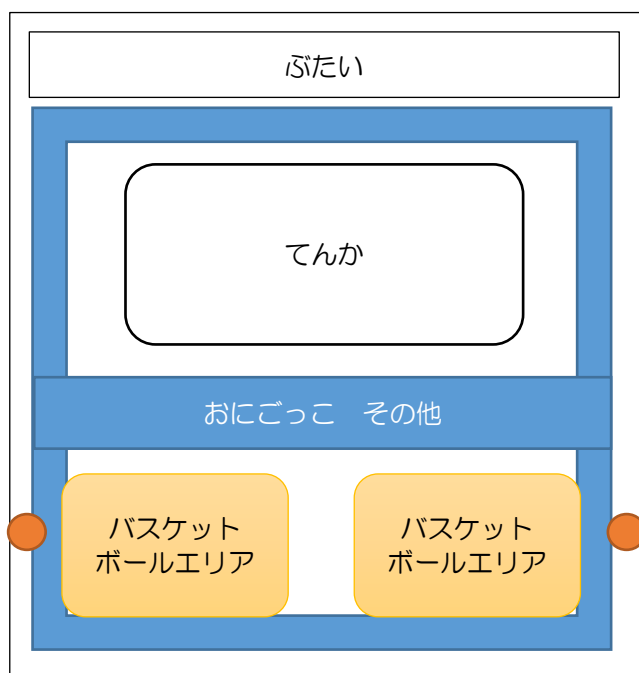 ぶたい
てんか
おにごっこ　その他
バスケット
ボールエリア
バスケット
ボールエリア